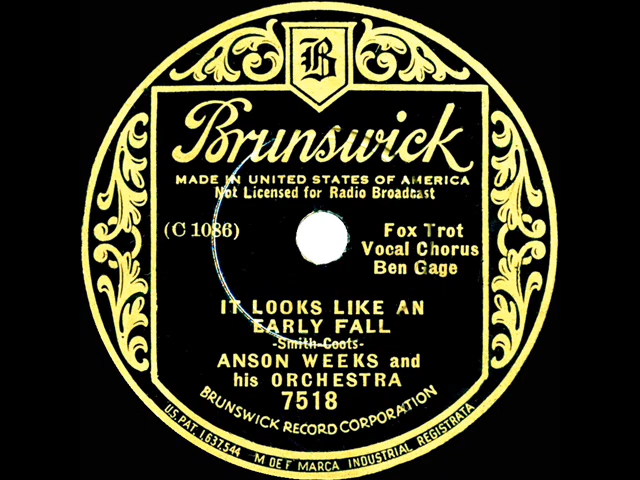 B
Brunswick
MADE IN UNITED STATES OF AMERICA
Not Licensed for Radio Broadcast
(C 1086)
Fox Trot
Vocal Chorus
Ben Gage
IT LOOKS LIKE AN
EARLY FALL
-Smith-Coots-
ANSON WEEKS and
his ORCHESTRA
7518
BRUNSWICK RECORD CORPORATION
U.S. PAT. 1,637,544 M DE F MARCA INDUSTRIAL REGISTRATA